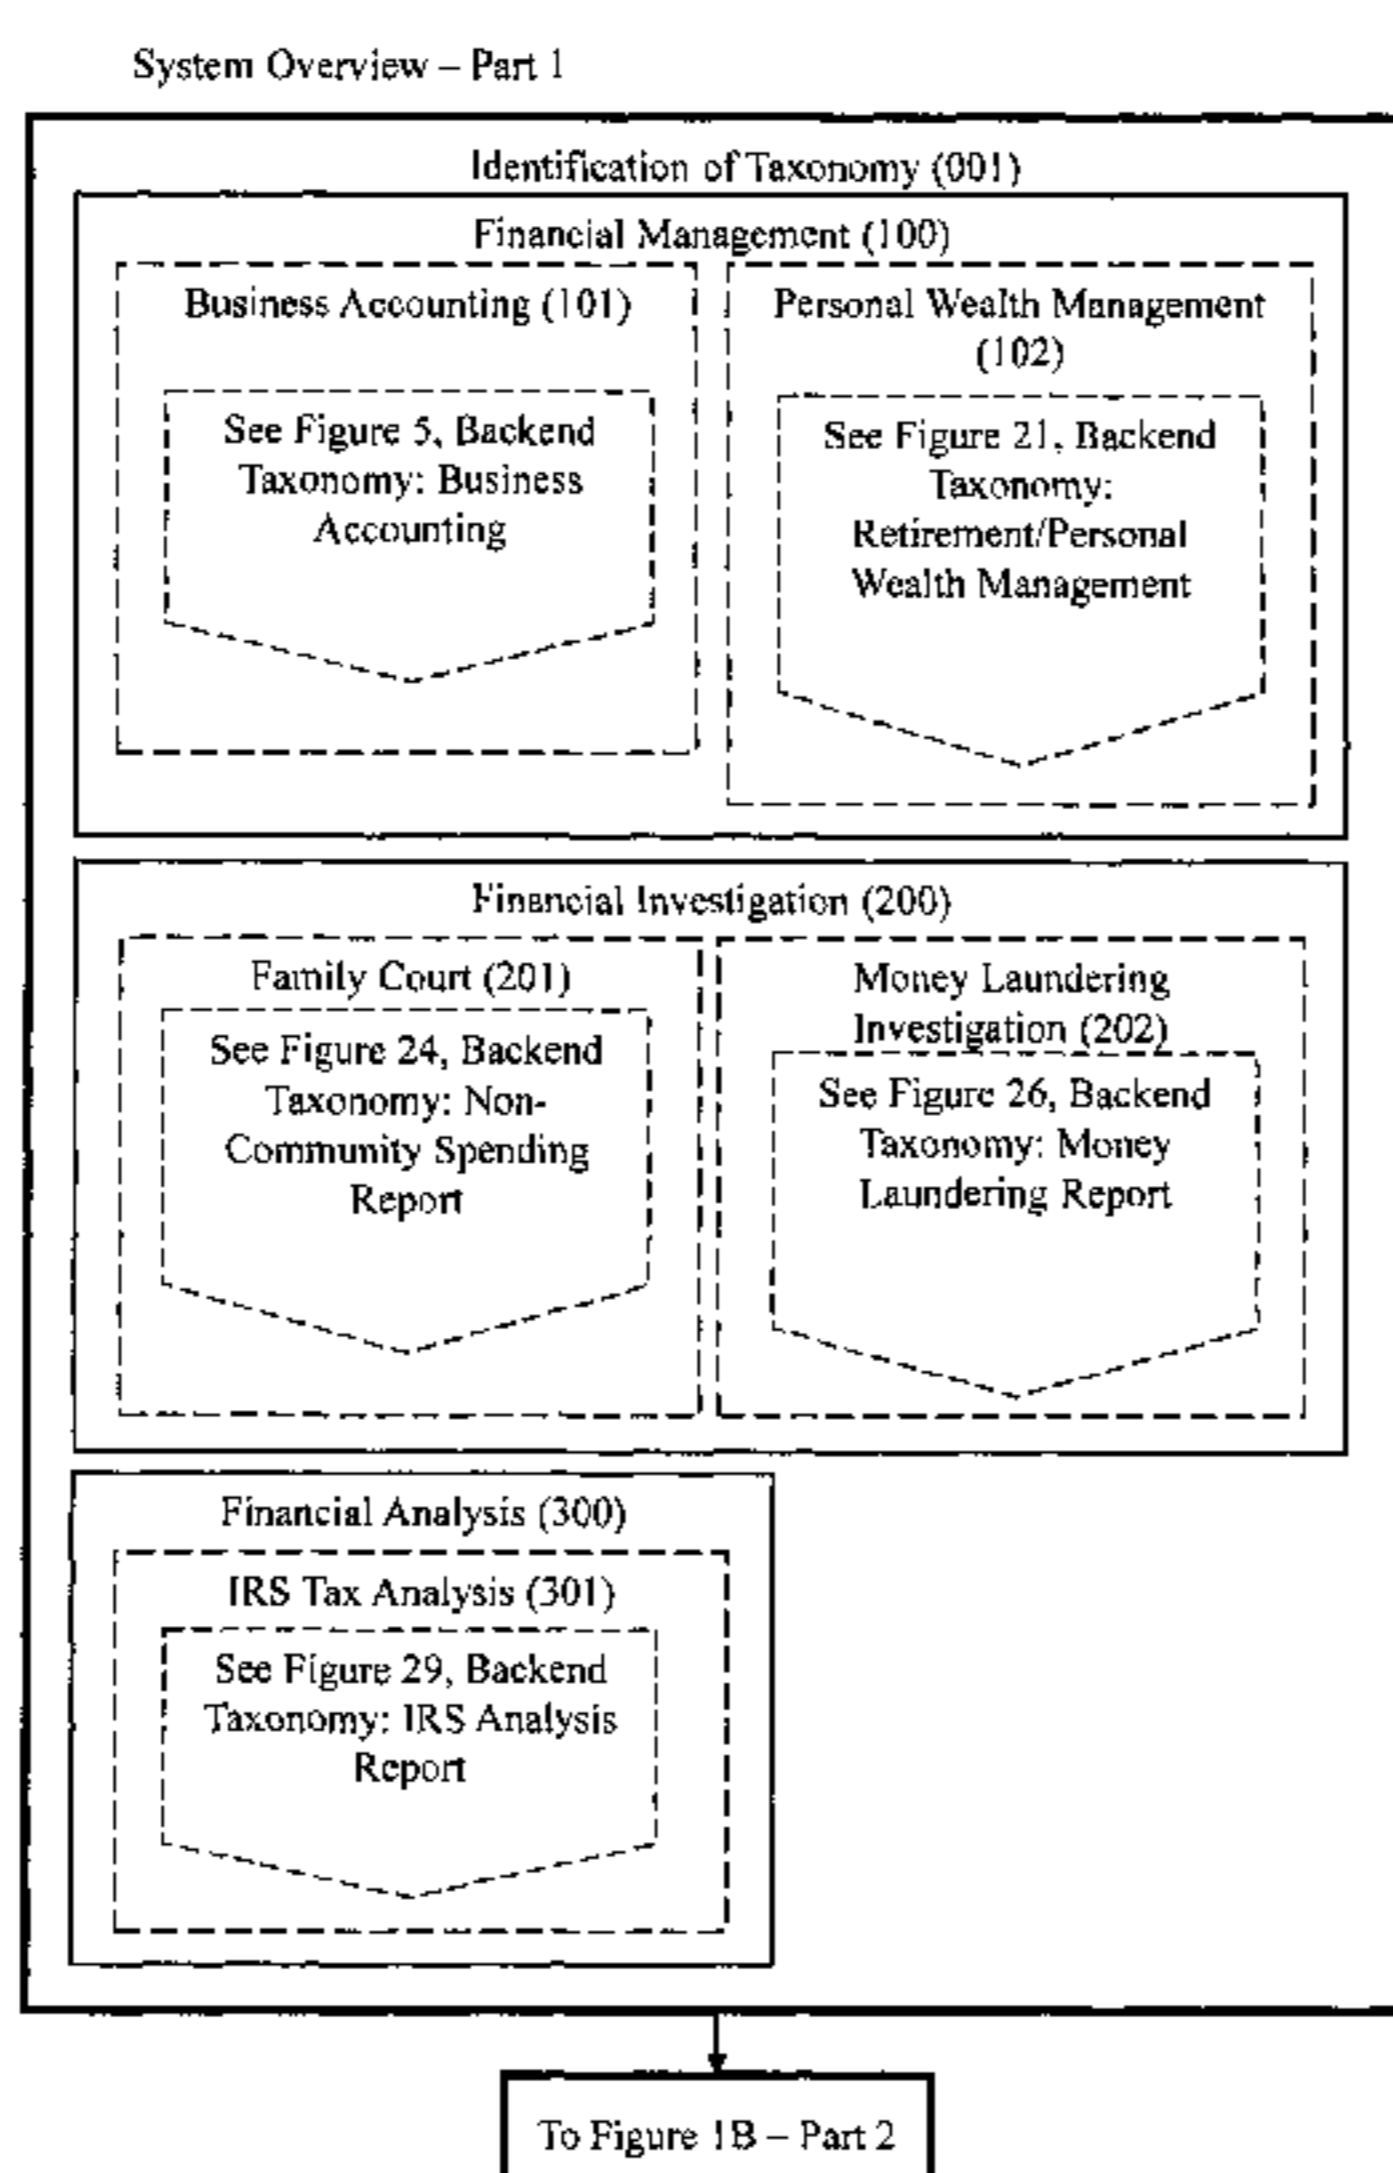 System Overview – Part 1
Identification of Taxonomy (001)
Financial Management (100)
Business Accounting (101)
See Figure 5, Backend
Taxonomy: Business
Accounting
Personal Wealth Management
(102)
See Figure 21, Backend
Taxonomy:
Retirement/Personal
Wealth Management
Financial Investigation (200)
Family Court (201)
See Figure 24, Backend
Taxonomy: Non-
Community Spending
Report
Money Laundering
Investigation (202)
See Figure 26, Backend
Taxonomy: Money
Laundering Report
Financial Analysis (300)
IRS Tax Analysis (301)
See Figure 29, Backend
Taxonomy: IRS Analysis
Report
To Figure 1B – Part 2